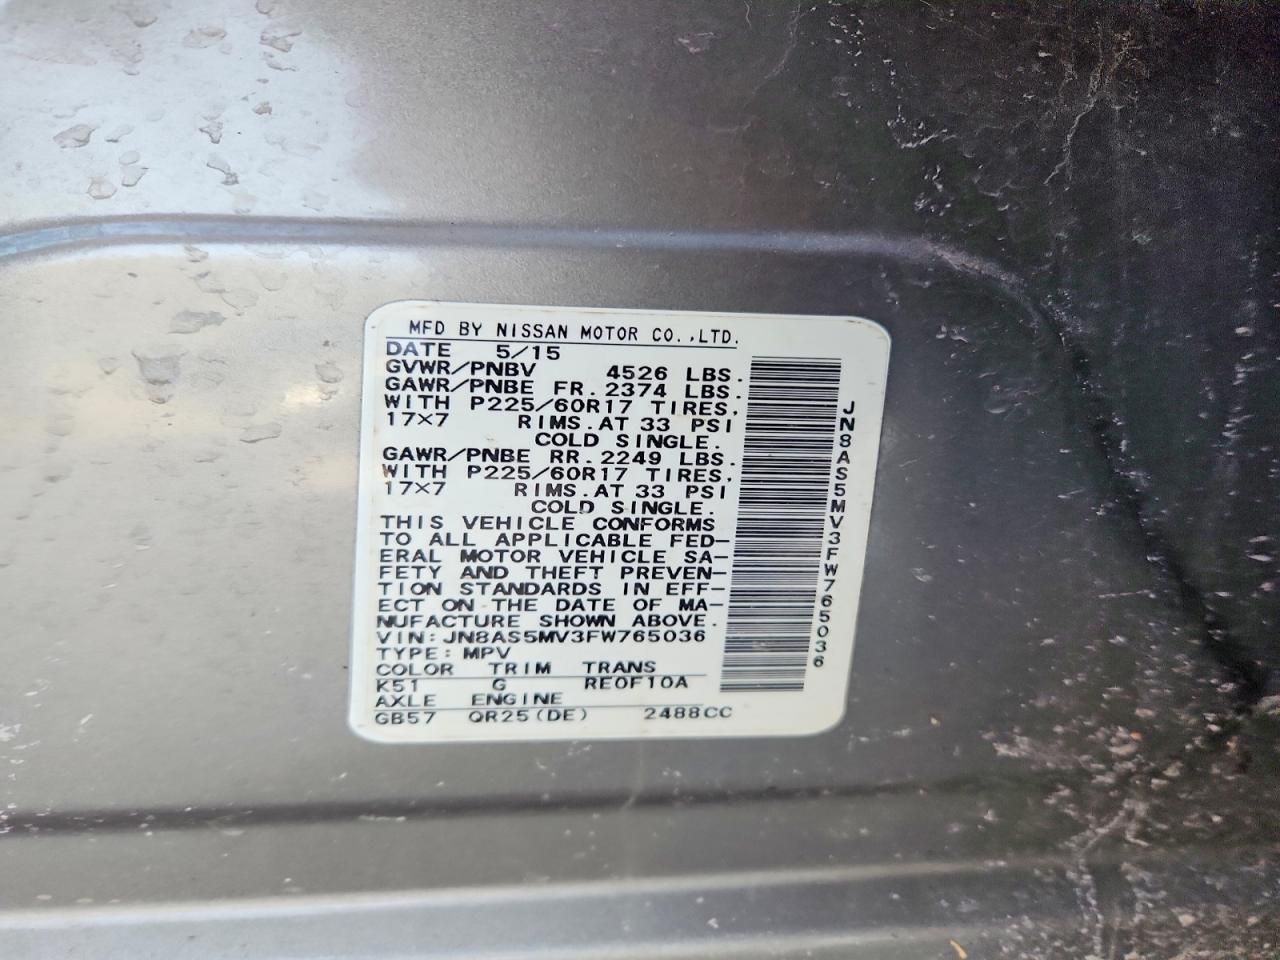 MFD BY NISSAN MOTOR CO.,LTD.
DATE 5/15
GVWR/PNBV 4526 LBS.
GAWR/PNBE FR. 2374 LBS.
WITH P225/60R17 TIRES,
17×7 RIMS.AT 33 PSI
COLD SINGLE.
GAWR/PNBE RR. 2249 LBS.
WITH P225/60R17 TIRES,
17×7 RIMS.AT 33 PSI
COLD SINGLE.
THIS VEHICLE CONFORMS
TO ALL APPLICABLE FED-
ERAL MOTOR VEHICLE SA-
FETY AND THEFT PREVEN-
TION STANDARDS IN EFF-
ECT ON THE DATE OF MA-
NUFACTURE SHOWN ABOVE.
VIN: JN8AS5MV3FW765036
TYPE: MPV
COLOR TRIM TRANS
K51 G RE0F10A
AXLE ENGINE
GB57 QR25(DE) 2488CC
JN8AS5MV3FW765036